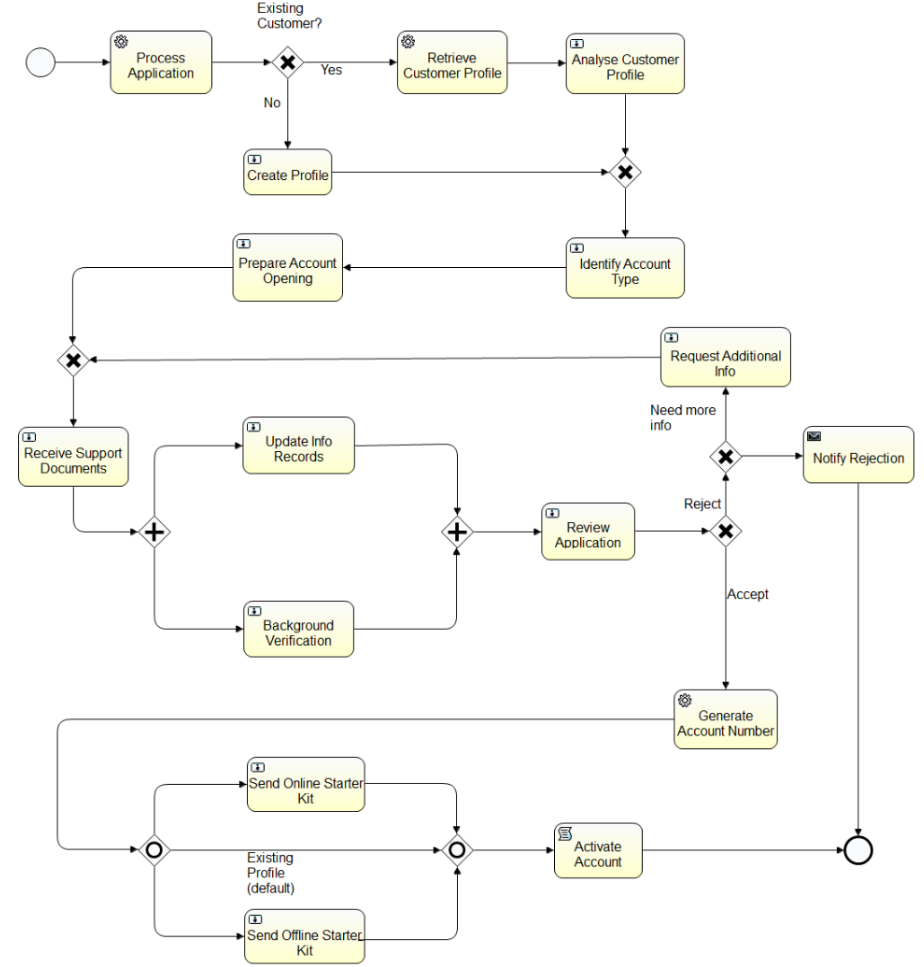 Existing
Customer?
Process
Application
Yes
Retrieve
Customer Profile
Analyse Customer
Profile
No
Create Profile
Prepare Account
Opening
Identify Account
Type
Request Additional
Info
Need more
info
Receive Support
Documents
Update Info
Records
Notify Rejection
Reject
Review
Application
Accept
Background
Verification
Generate
Account Number
Send Online Starter
Kit
Existing
Profile
(default)
Activate
Account
Send Offline Starter
Kit